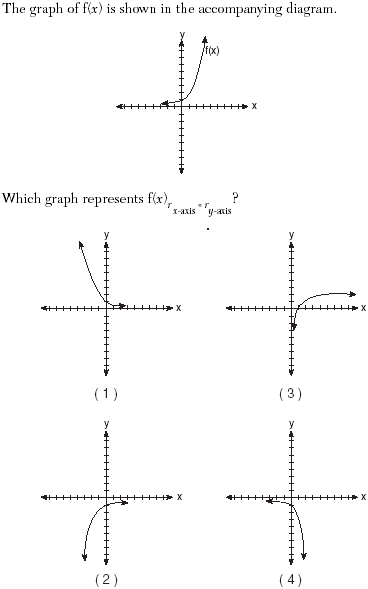 The graph of f(x) is shown in the accompanying diagram.
y
f(x)
x
Which graph represents f(x)r x-axis ∘ r y-axis?
y
x
(1)
y
x
(3)
y
x
(2)
y
x
(4)